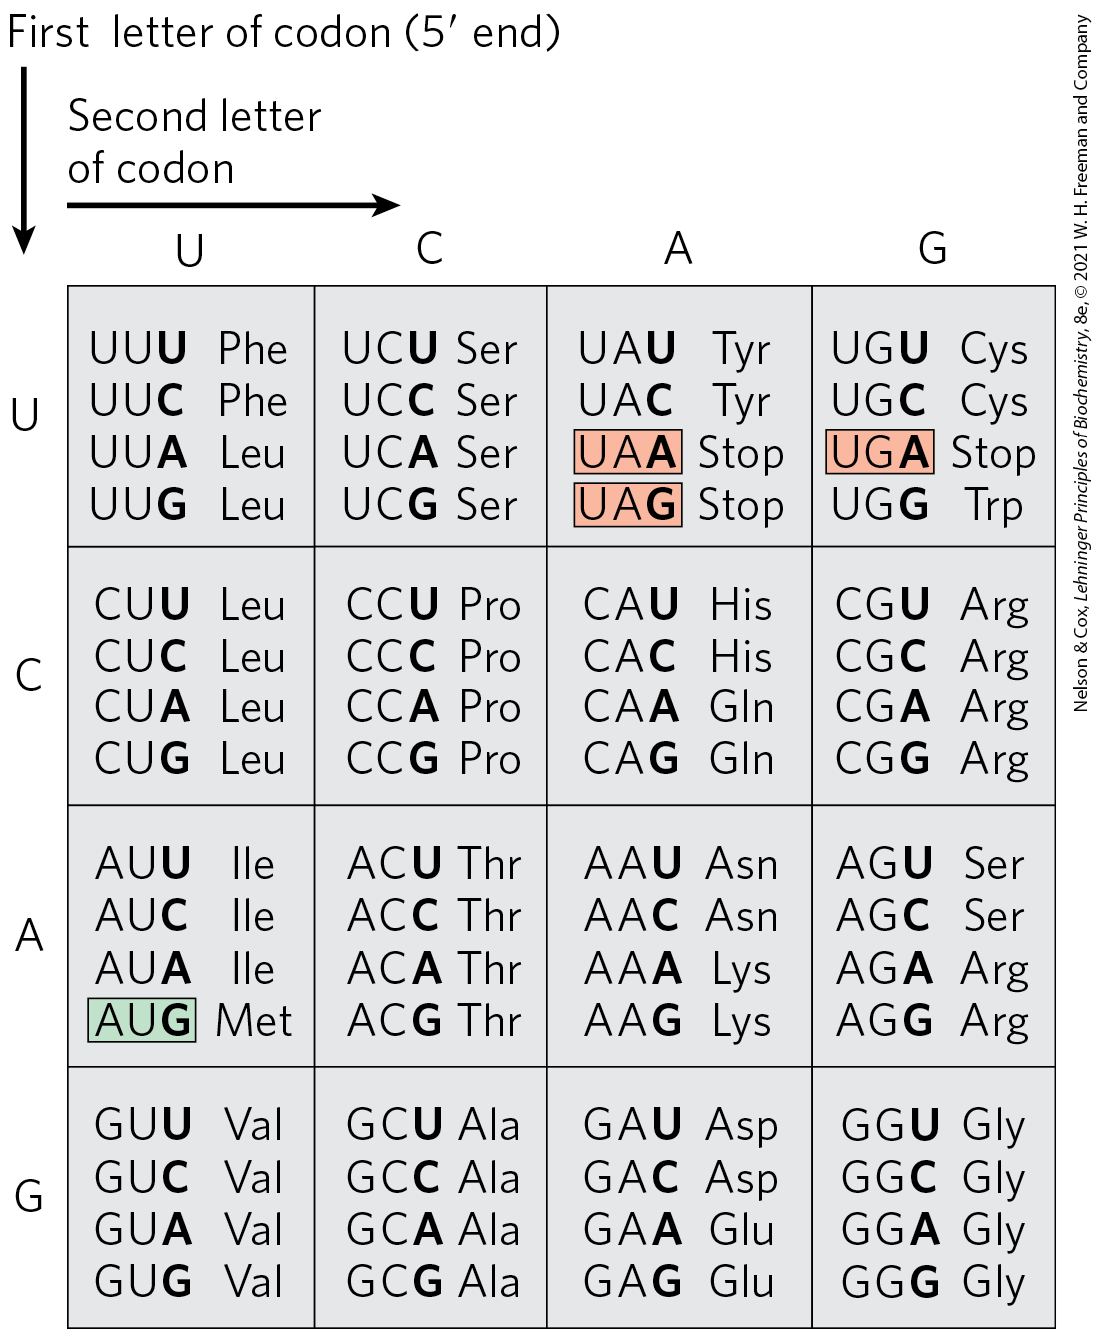 First letter of codon (5′ end)
Second letter
of codon
U C A G
U
UUU Phe UCU Ser UAU Tyr UGU Cys
UUC Phe UCC Ser UAC Tyr UGC Cys
UUA Leu UCA Ser UAA Stop UGA Stop
UUG Leu UCG Ser UAG Stop UGG Trp
C
CUU Leu CCU Pro CAU His CGU Arg
CUC Leu CCC Pro CAC His CGC Arg
CUA Leu CCA Pro CAA Gln CGA Arg
CUG Leu CCG Pro CAG Gln CGG Arg
A
AUU Ile ACU Thr AAU Asn AGU Ser
AUC Ile ACC Thr AAC Asn AGC Ser
AUA Ile ACA Thr AAA Lys AGA Arg
AUG Met ACG Thr AAG Lys AGG Arg
G
GUU Val GCU Ala GAU Asp GGU Gly
GUC Val GCC Ala GAC Asp GGC Gly
GUA Val GCA Ala GAA Glu GGA Gly
GUG Val GCG Ala GAG Glu GGG Gly
Nelson & Cox, Lehninger Principles of Biochemistry, 8e, © 2021 W. H. Freeman and Company